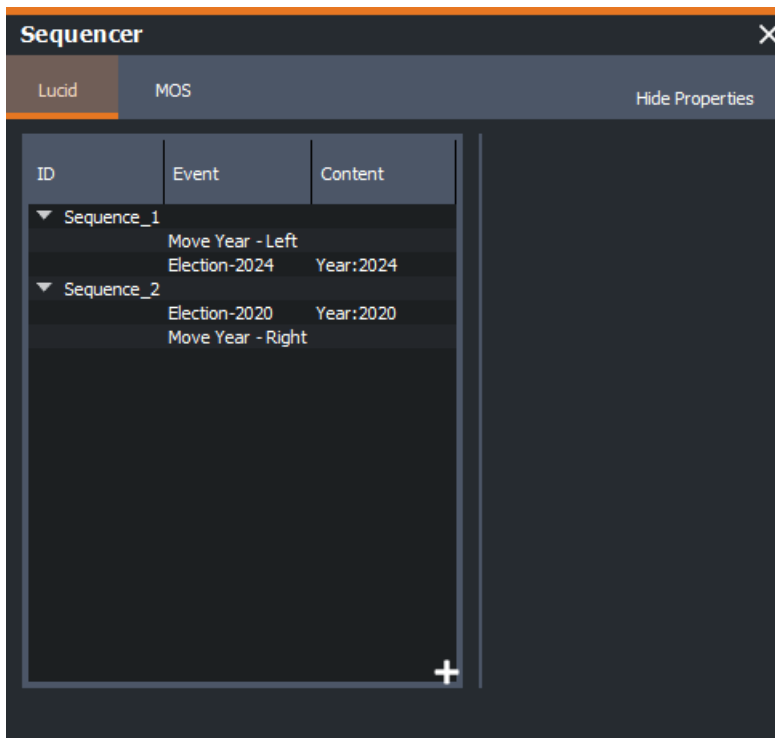 Sequencer
Lucid MOS Hide Properties
ID Event Content
Sequence_1
Move Year - Left
Election-2024 Year:2024
Sequence_2
Election-2020 Year:2020
Move Year - Right